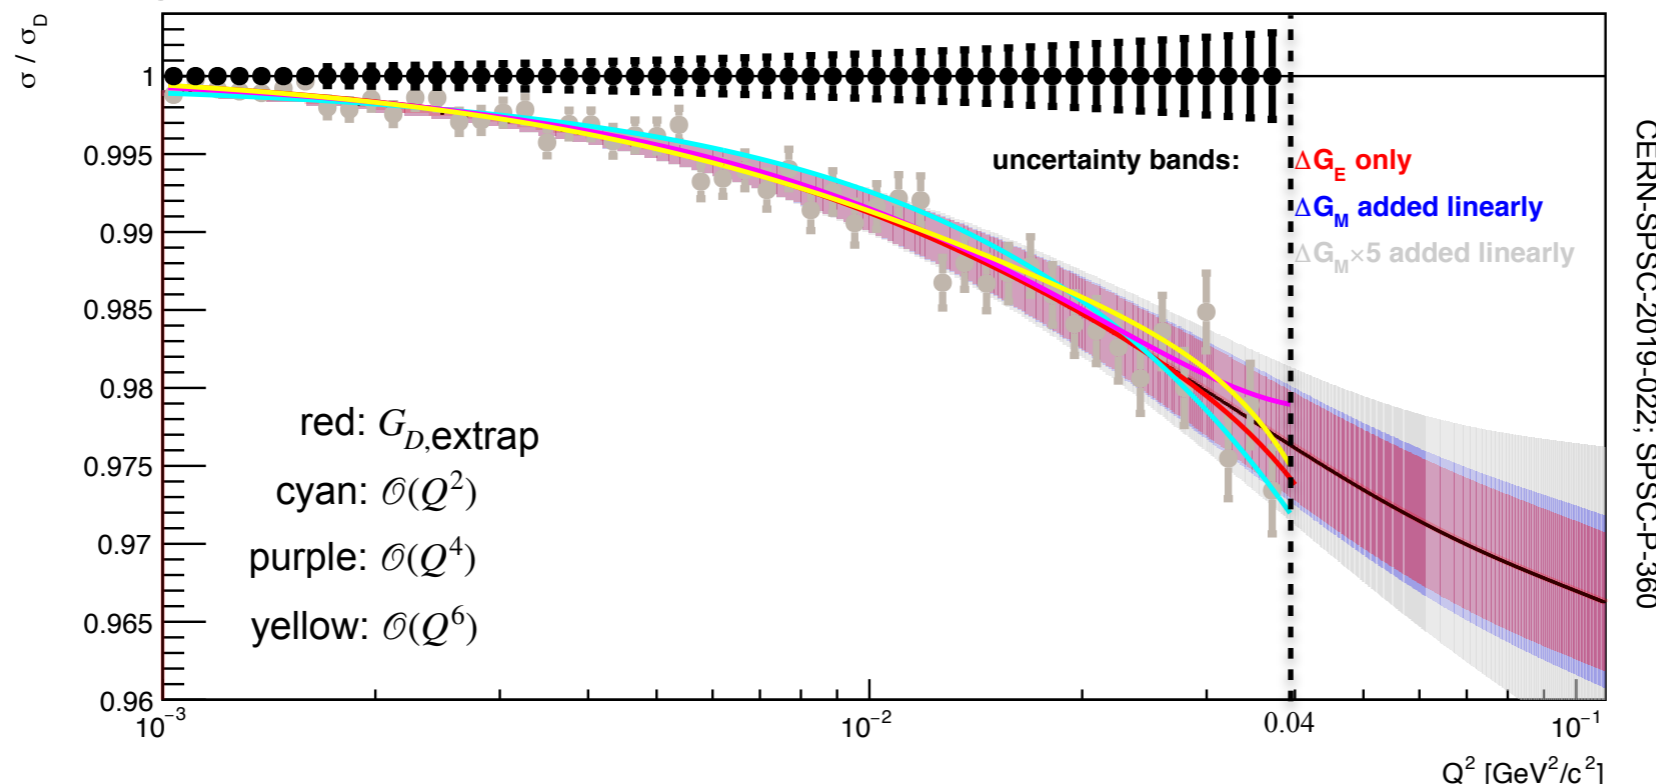 σ / σ_D
1
0.995
0.99
0.985
0.98
0.975
0.97
0.965
0.96
uncertainty bands: ΔG_E only
ΔG_M added linearly
ΔG_M×5 added linearly
red: G_D,extrap
cyan: 𝒪(Q²)
purple: 𝒪(Q⁴)
yellow: 𝒪(Q⁶)
10⁻³
10⁻²
0.04
10⁻¹
Q² [GeV²/c²]
CERN-SPSC-2019-022; SPSC-P-360